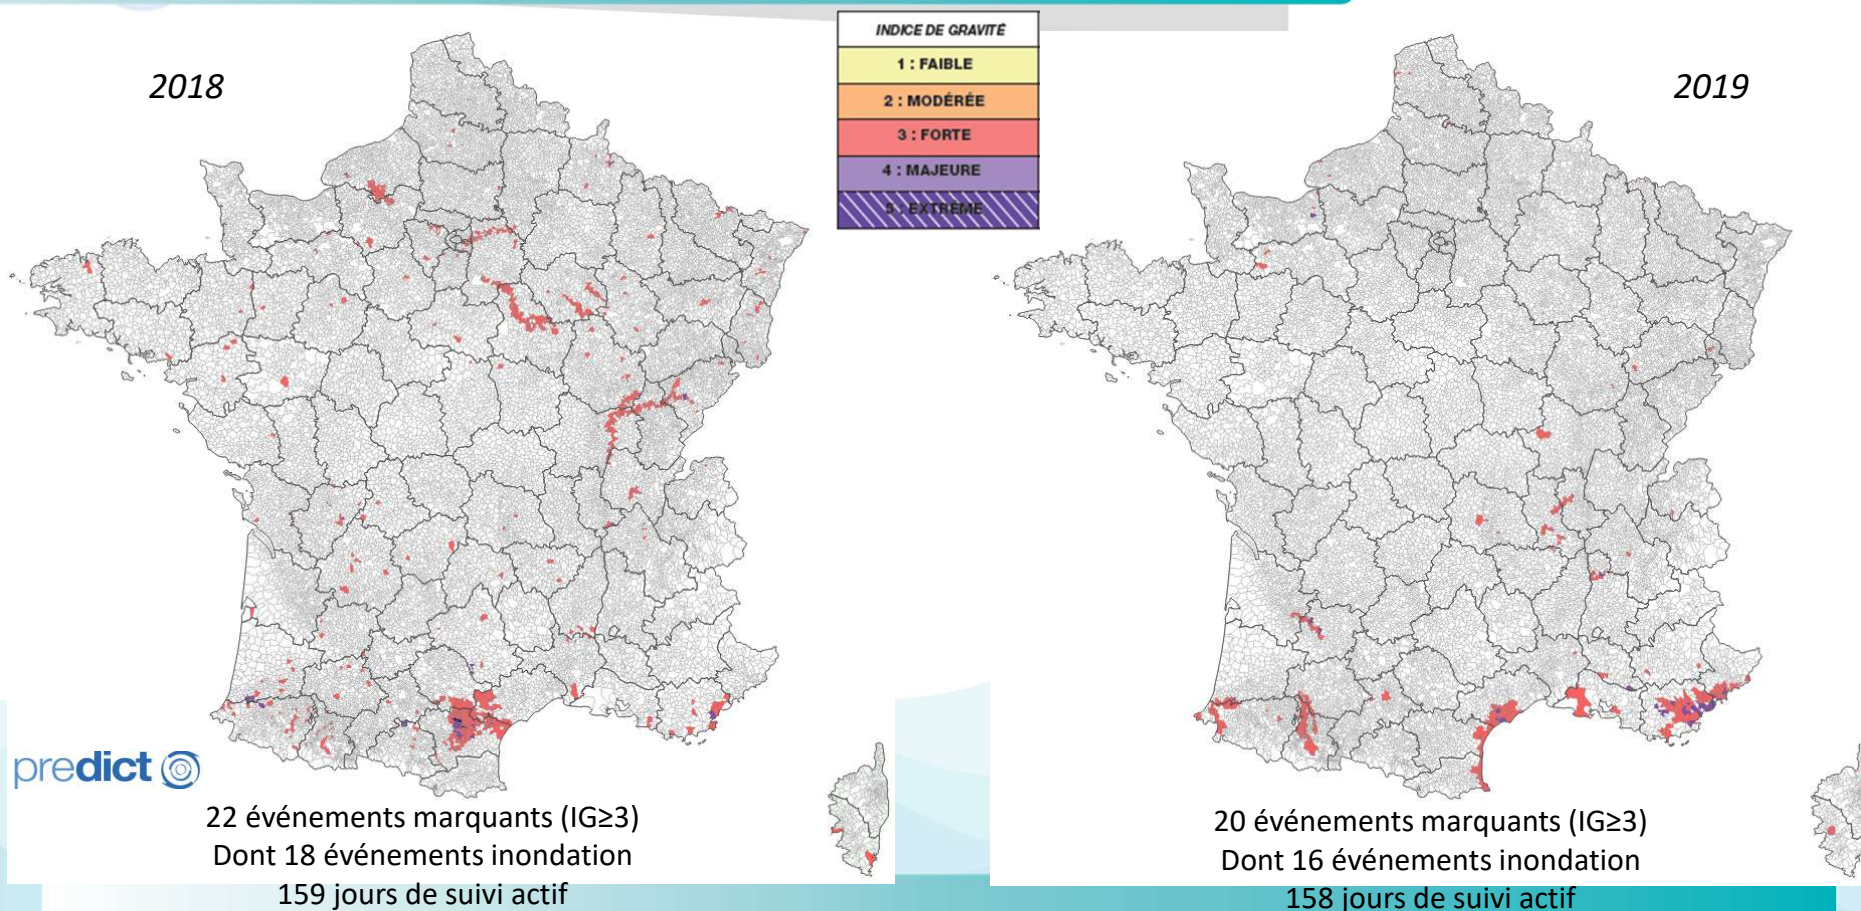 2018
INDICE DE GRAVITÉ
1 : FAIBLE
2 : MODÉRÉE
3 : FORTE
4 : MAJEURE
5 : EXTRÊME
2019
predict
22 événements marquants (IG≥3)
Dont 18 événements inondation
159 jours de suivi actif
20 événements marquants (IG≥3)
Dont 16 événements inondation
158 jours de suivi actif